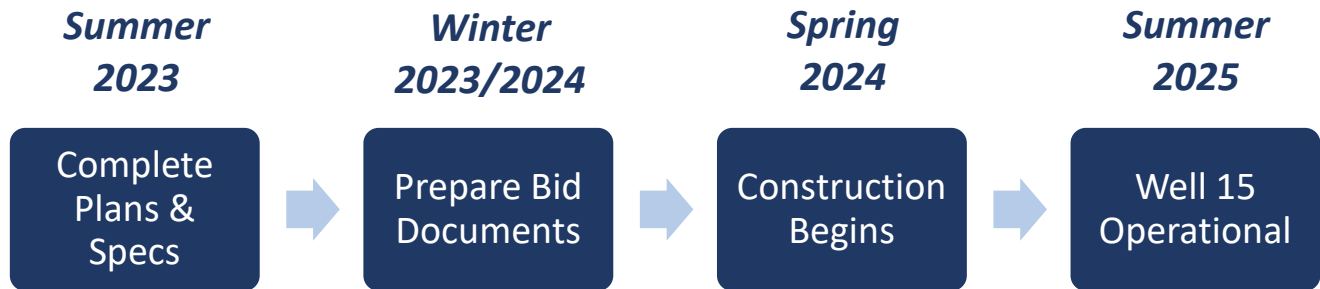 Summer
2023
Winter
2023/2024
Spring
2024
Summer
2025
Complete
Plans &
Specs
Prepare Bid
Documents
Construction
Begins
Well 15
Operational